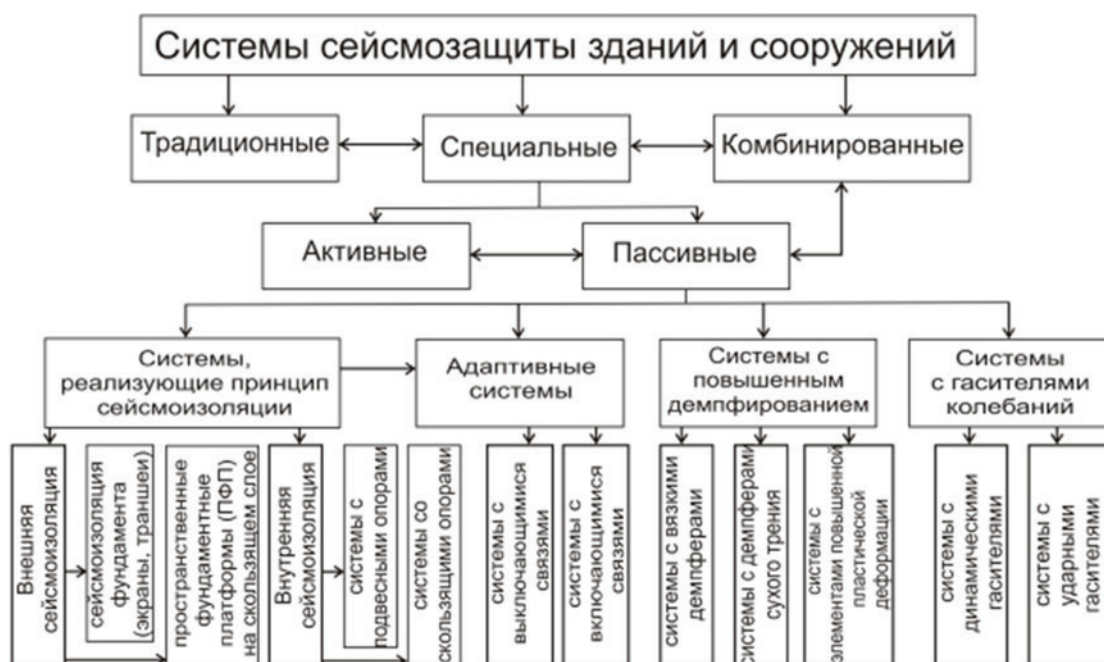 Системы сейсмозащиты зданий и сооружений
Традиционные
Специальные
Комбинированные
Активные
Пассивные
Системы,
реализующие принцип
сейсмоизоляции
Адаптивные
системы
Системы с
повышенным
демпфированием
Системы
с гасителями
колебаний
Внешняя
сейсмоизоляция
сейсмоизоляция
фундамента
(экраны, траншеи)
пространственные
фундаментные
платформы (ПФП)
на скользящем слое
Внутренняя
сейсмоизоляция
системы с
подвесными опорами
системы со
скользящими опорами
системы с
выключающимися
связями
системы с
включающимися
связями
системы с вязкими
демпферами
системы с демпферами
сухого трения
системы с
элементами повышенной
пластической
деформации
системы с
динамическими
гасителями
системы с
ударными
гасителями